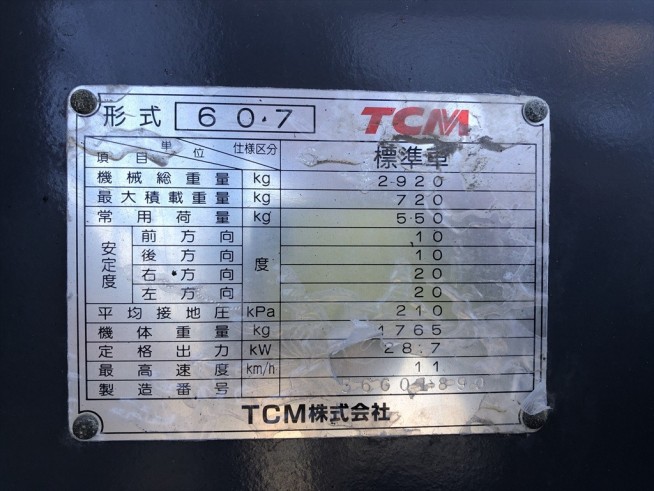 形式 607 TCM
項目 単位 仕様区分 標準車
機械総重量 kg 2920
最大積載重量 kg 720
常用荷量 kg 550
安定度 前方向 度 10
後方向 10
右方向 20
左方向 20
平均接地圧 kPa 210
機体重量 kg 1765
定格出力 kW 28.7
最高速度 km/h 11
製造番号
TCM株式会社